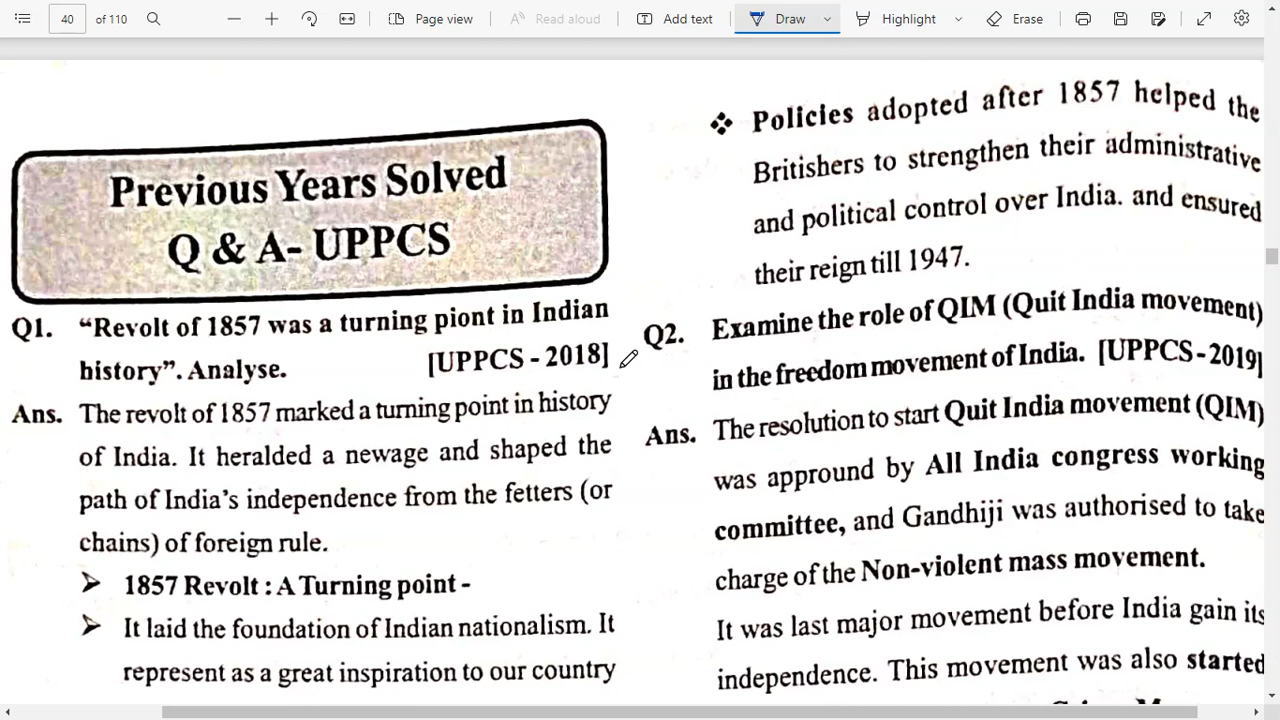 40
of 110
Page view
Read aloud
Add text
Draw
Highlight
Erase
Previous Years Solved
Q & A- UPPCS
Q1. “Revolt of 1857 was a turning piont in Indian
history”. Analyse. [UPPCS - 2018]
Ans. The revolt of 1857 marked a turning point in history
of India. It heralded a newage and shaped the
path of India's independence from the fetters (or
chains) of foreign rule.
➤ 1857 Revolt : A Turning point -
➤ It laid the foundation of Indian nationalism. It
represent as a great inspiration to our country
❖ Policies adopted after 1857 helped the
Britishers to strengthen their administrative
and political control over India. and ensured
their reign till 1947.
Q2. Examine the role of QIM (Quit India movement)
in the freedom movement of India. [UPPCS - 2019]
Ans. The resolution to start Quit India movement (QIM)
was appround by All India congress working
committee, and Gandhiji was authorised to take
charge of the Non-violent mass movement.
It was last major movement before India gain its
independence. This movement was also started